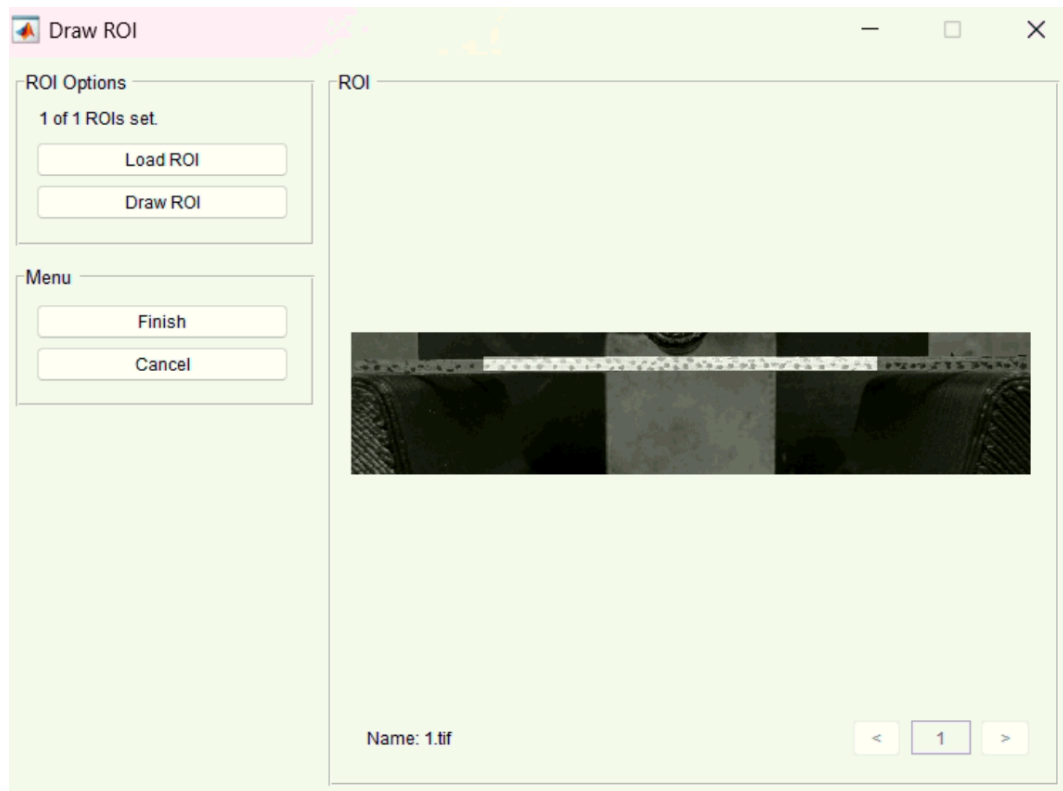 Draw ROI
ROI Options
1 of 1 ROIs set.
Load ROI
Draw ROI
Menu
Finish
Cancel
ROI
Name: 1.tif
< 1 >